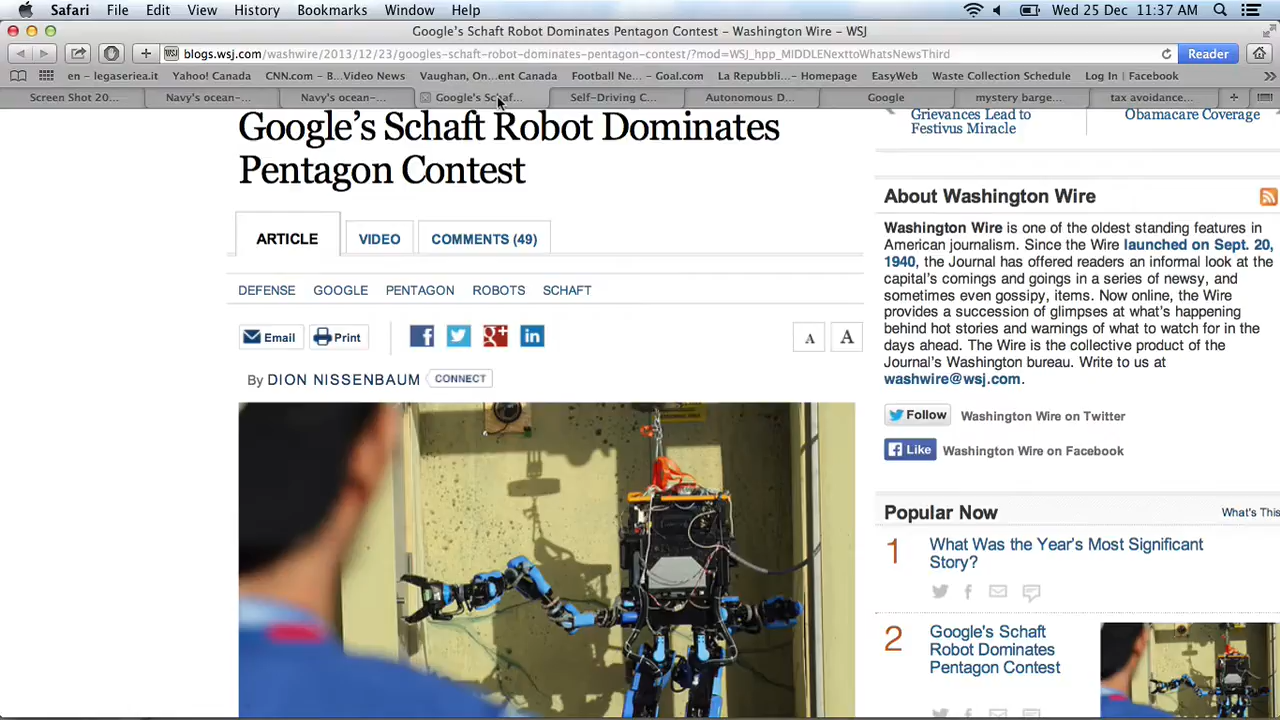 Safari File Edit View History Bookmarks Window Help Wed 25 Dec 11:37 AM
Google's Schaft Robot Dominates Pentagon Contest – Washington Wire – WSJ
blogs.wsj.com/washwire/2013/12/23/googles-schaft-robot-dominates-pentagon-contest/?mod=WSJ_hpp_MIDDLENexttoWhatsNewsThird Reader
en – legaseriea.it Yahoo! Canada CNN.com – B...Video News Vaughan, On...ent Canada Football Ne... – Goal.com La Repubbli... – Homepage EasyWeb Waste Collection Schedule Log In | Facebook
Screen Shot 20... Navy's ocean-... Navy's ocean-... Google's Schaf... Self-Driving C... Autonomous D... Google mystery barge... tax avoidance...
Google's Schaft Robot Dominates
Pentagon Contest
ARTICLE VIDEO COMMENTS (49)
DEFENSE GOOGLE PENTAGON ROBOTS SCHAFT
Email Print A A
By DION NISSENBAUM CONNECT
Grievances Lead to
Festivus Miracle
Obamacare Coverage
About Washington Wire
Washington Wire is one of the oldest standing features in
American journalism. Since the Wire launched on Sept. 20,
1940, the Journal has offered readers an informal look at the
capital's comings and goings in a series of newsy, and
sometimes even gossipy, items. Now online, the Wire
provides a succession of glimpses at what's happening
behind hot stories and warnings of what to watch for in the
days ahead. The Wire is the collective product of the
Journal's Washington bureau. Write to us at
washwire@wsj.com.
Follow Washington Wire on Twitter
Like Washington Wire on Facebook
Popular Now What's This
1 What Was the Year's Most Significant
Story?
2 Google's Schaft
Robot Dominates
Pentagon Contest